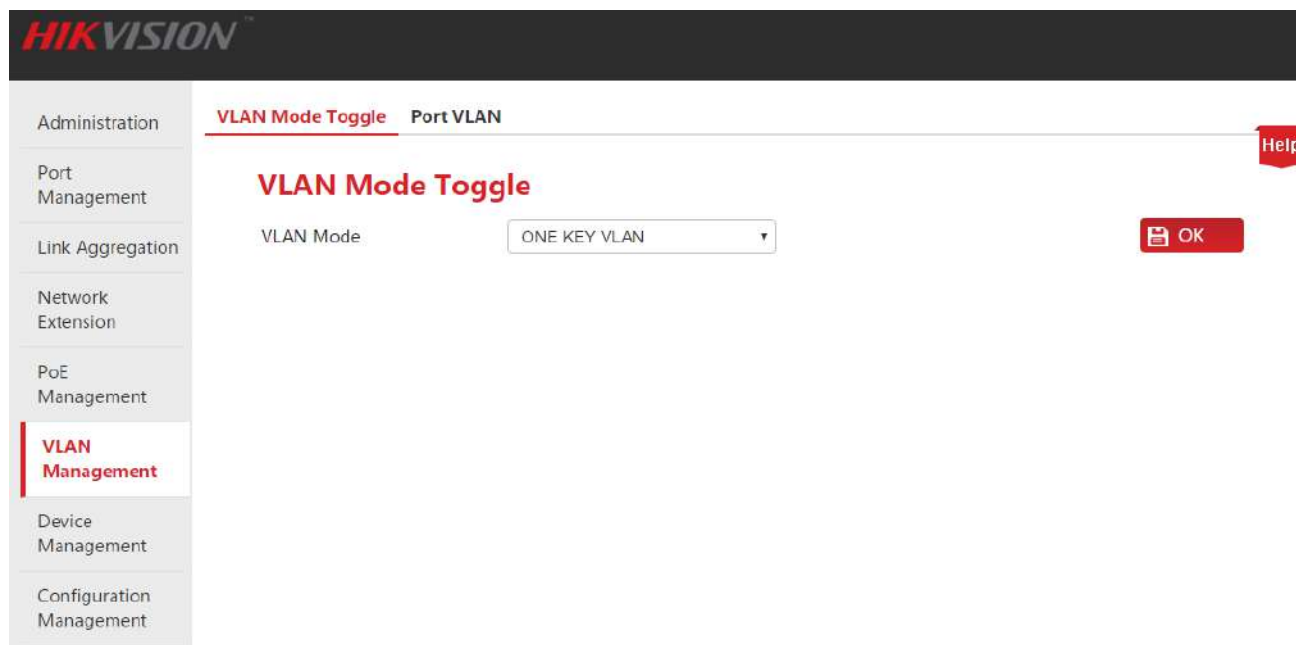 HIKVISION™
Administration
Port
Management
Link Aggregation
Network
Extension
PoE
Management
VLAN
Management
Device
Management
Configuration
Management
VLAN Mode Toggle Port VLAN
Help
VLAN Mode Toggle
VLAN Mode ONE KEY VLAN OK